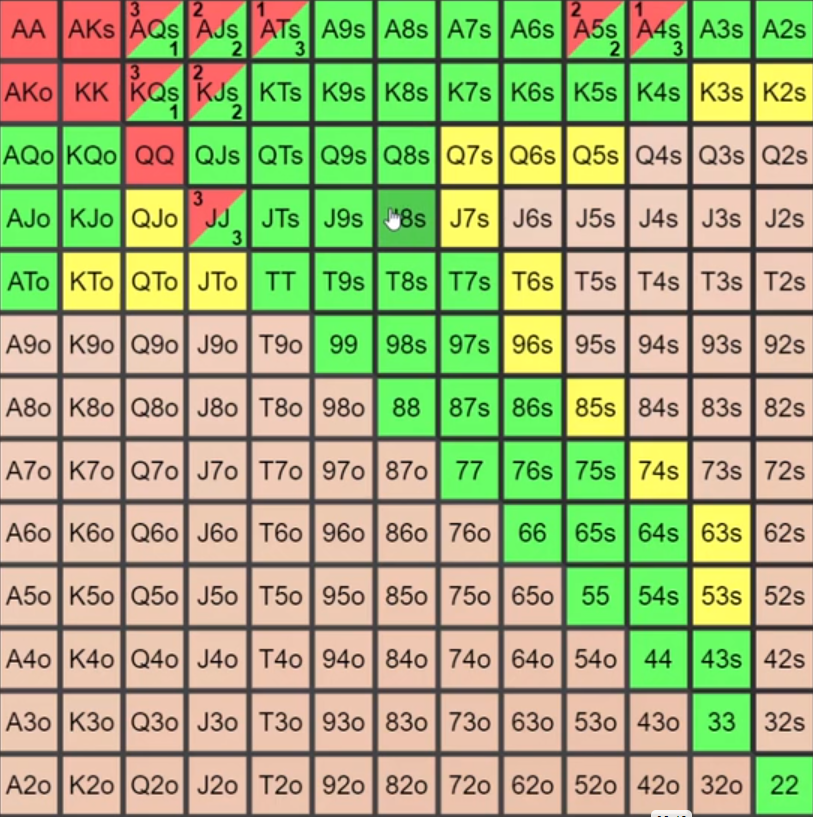 AA AKs 3 AQs 1 2 AJs 2 1 ATs 3 A9s A8s A7s A6s 2 A5s 2 1 A4s 3 A3s A2s
AKo KK 3 KQs 1 2 KJs 2 KTs K9s K8s K7s K6s K5s K4s K3s K2s
AQo KQo QQ QJs QTs Q9s Q8s Q7s Q6s Q5s Q4s Q3s Q2s
AJo KJo QJo 3 JJ 3 JTs J9s 8s J7s J6s J5s J4s J3s J2s
ATo KTo QTo JTo TT T9s T8s T7s T6s T5s T4s T3s T2s
A9o K9o Q9o J9o T9o 99 98s 97s 96s 95s 94s 93s 92s
A8o K8o Q8o J8o T8o 98o 88 87s 86s 85s 84s 83s 82s
A7o K7o Q7o J7o T7o 97o 87o 77 76s 75s 74s 73s 72s
A6o K6o Q6o J6o T6o 96o 86o 76o 66 65s 64s 63s 62s
A5o K5o Q5o J5o T5o 95o 85o 75o 65o 55 54s 53s 52s
A4o K4o Q4o J4o T4o 94o 84o 74o 64o 54o 44 43s 42s
A3o K3o Q3o J3o T3o 93o 83o 73o 63o 53o 43o 33 32s
A2o K2o Q2o J2o T2o 92o 82o 72o 62o 52o 42o 32o 22